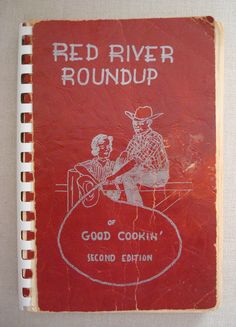 RED RIVER
ROUNDUP
OF
GOOD COOKIN'
SECOND EDITION